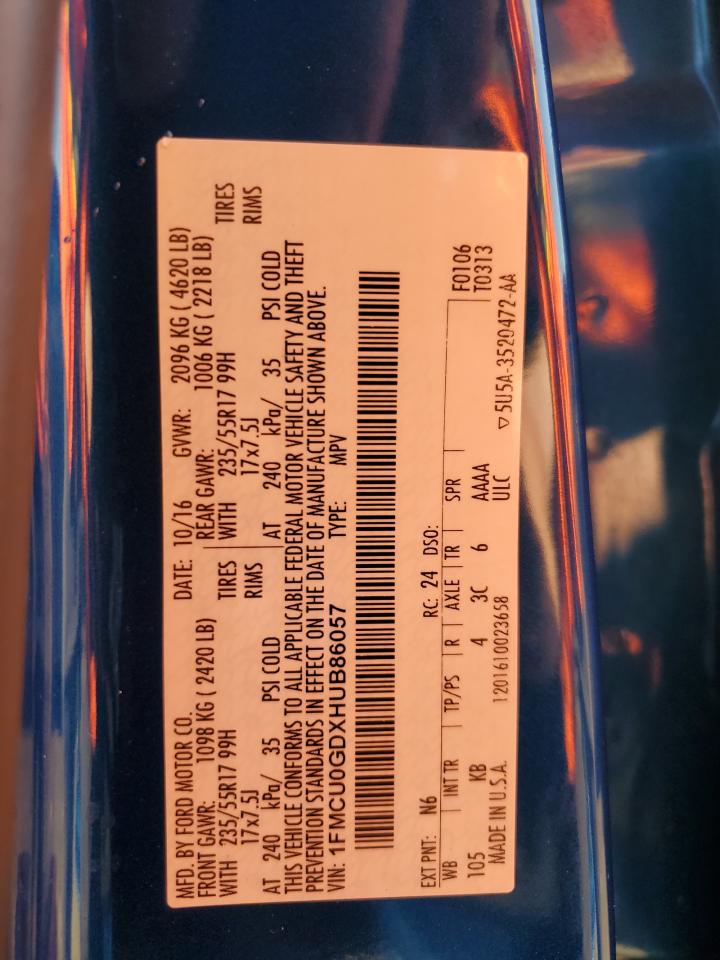 MFD. BY FORD MOTOR CO. DATE: 10/16 GVWR: 2096 KG ( 4620 LB)
FRONT GAWR: 1098 KG ( 2420 LB) REAR GAWR: 1006 KG ( 2218 LB)
WITH 235/55R17 99H TIRES WITH 235/55R17 99H TIRES
17x7.5J RIMS 17x7.5J RIMS
AT 240 kPa/ 35 PSI COLD AT 240 kPa/ 35 PSI COLD
THIS VEHICLE CONFORMS TO ALL APPLICABLE FEDERAL MOTOR VEHICLE SAFETY AND THEFT
PREVENTION STANDARDS IN EFFECT ON THE DATE OF MANUFACTURE SHOWN ABOVE.
VIN: 1FMCU0GDXHUB86057 TYPE: MPV
EXT PNT: N6 RC: 24 DSO: F0106
WB INT TR TP/PS R AXLE TR SPR T0313
105 KB 4 3C 6 AAAA
MADE IN U.S.A. 1201610023658 ULC ▽ 5U5A-3520472-AA